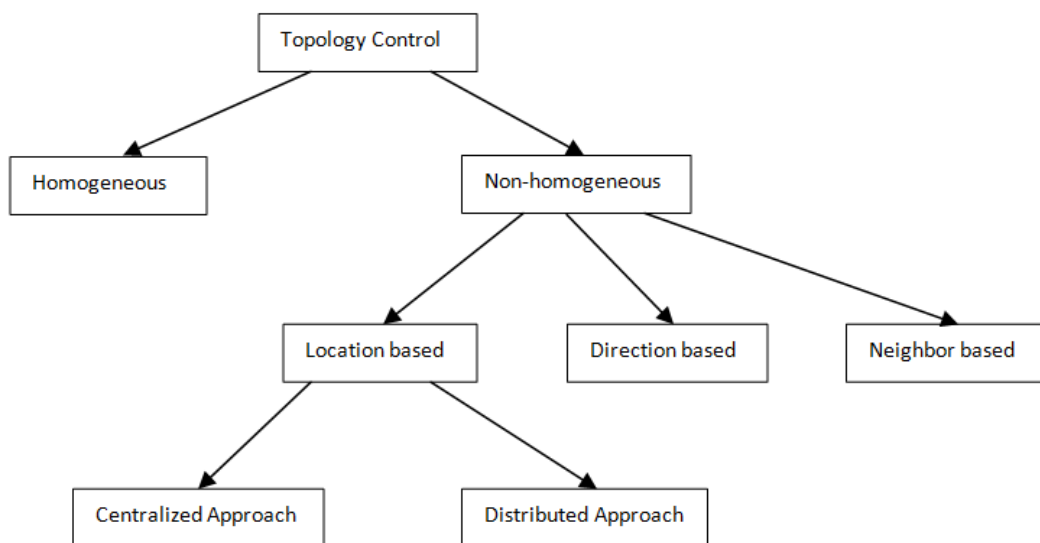 Topology Control
Homogeneous
Non-homogeneous
Location based
Direction based
Neighbor based
Centralized Approach
Distributed Approach